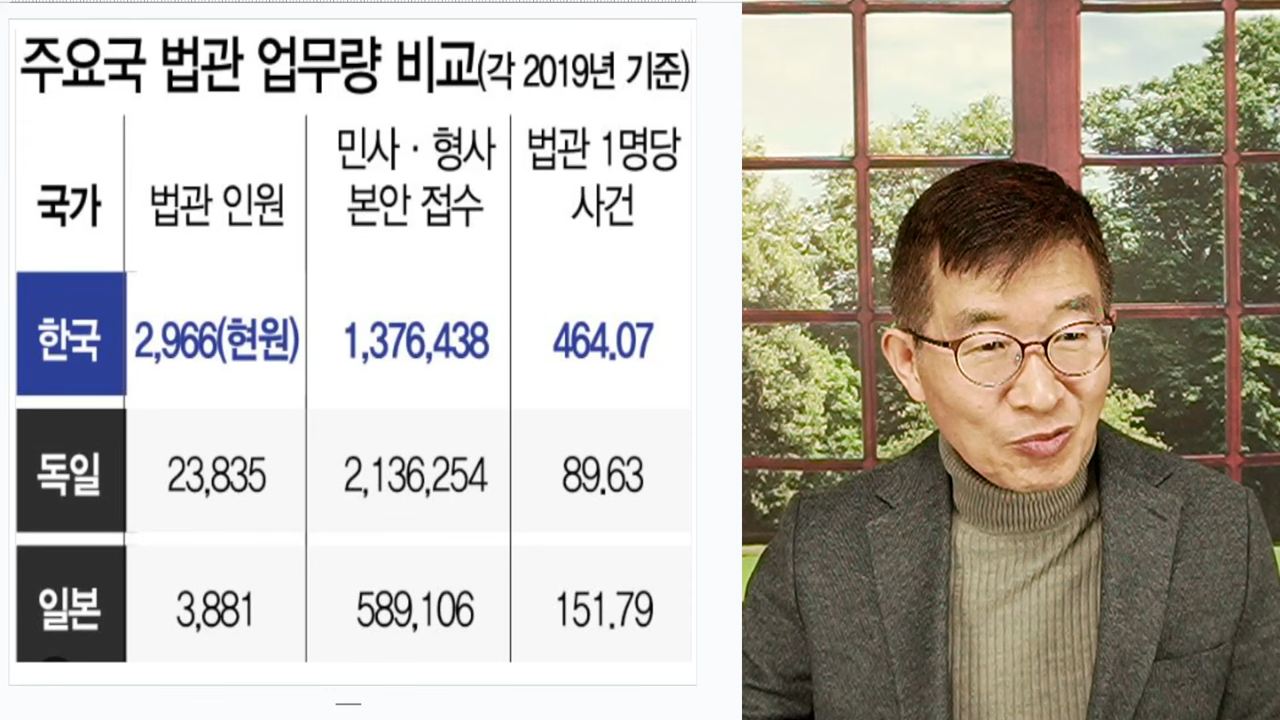 주요국 법관 업무량 비교(각 2019년 기준)
국가 법관 인원 민사·형사 본안 접수 법관 1명당 사건
한국 2,966(현원) 1,376,438 464.07
독일 23,835 2,136,254 89.63
일본 3,881 589,106 151.79